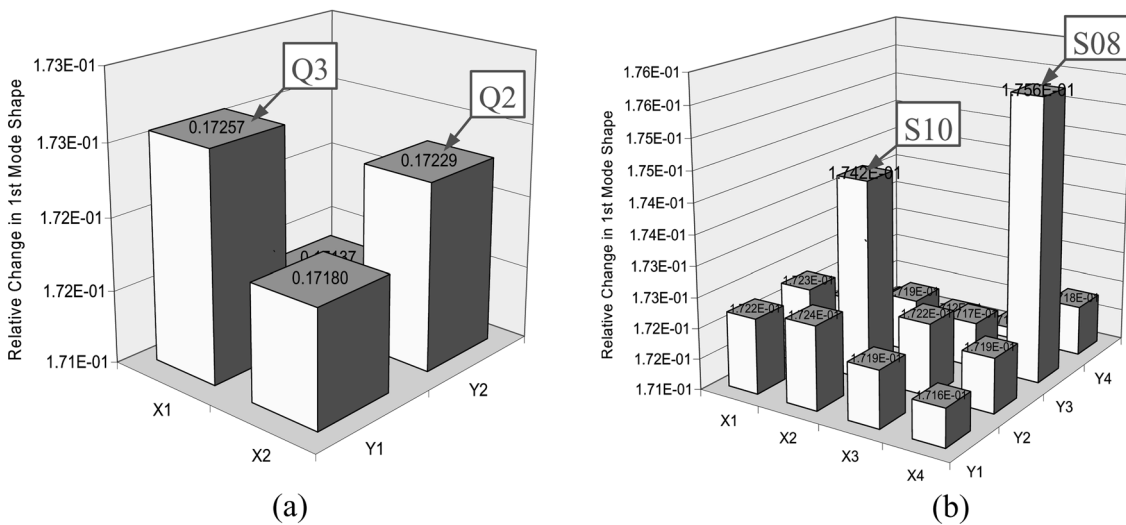 Relative Change in 1st Mode Shape
1.73E-01
1.73E-01
1.72E-01
1.72E-01
1.71E-01
Q3
Q2
0.17257
0.17229
0.17137
0.17180
X1
X2
Y1
Y2
(a)
Relative Change in 1st Mode Shape
1.76E-01
1.76E-01
1.75E-01
1.75E-01
1.74E-01
1.74E-01
1.73E-01
1.73E-01
1.72E-01
1.72E-01
1.71E-01
S08
S10
1.756E-01
1.742E-01
1.723E-01
1.719E-01
1.722E-01
1.724E-01
1.722E-01
1.717E-01
1.719E-01
1.719E-01
1.716E-01
X1
X2
X3
X4
Y1
Y2
Y3
Y4
(b)